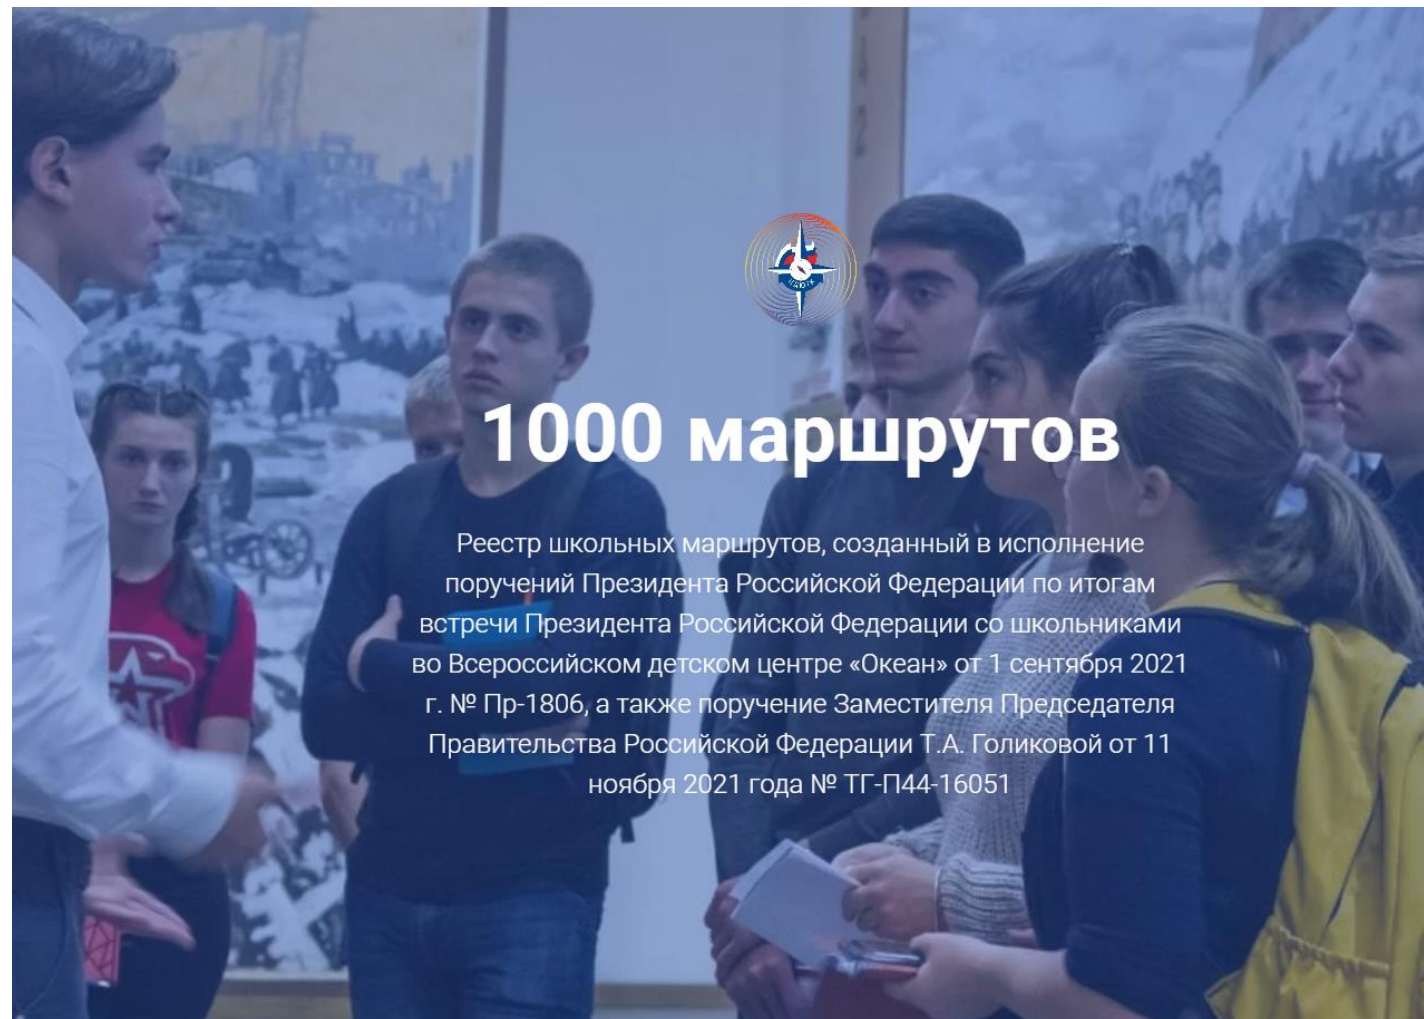 1000 маршрутов
Реестр школьных маршрутов, созданный в исполнение
поручений Президента Российской Федерации по итогам
встречи Президента Российской Федерации со школьниками
во Всероссийском детском центре «Океан» от 1 сентября 2021
г. № Пр-1806, а также поручение Заместителя Председателя
Правительства Российской Федерации Т.А. Голиковой от 11
ноября 2021 года № ТГ-П44-16051